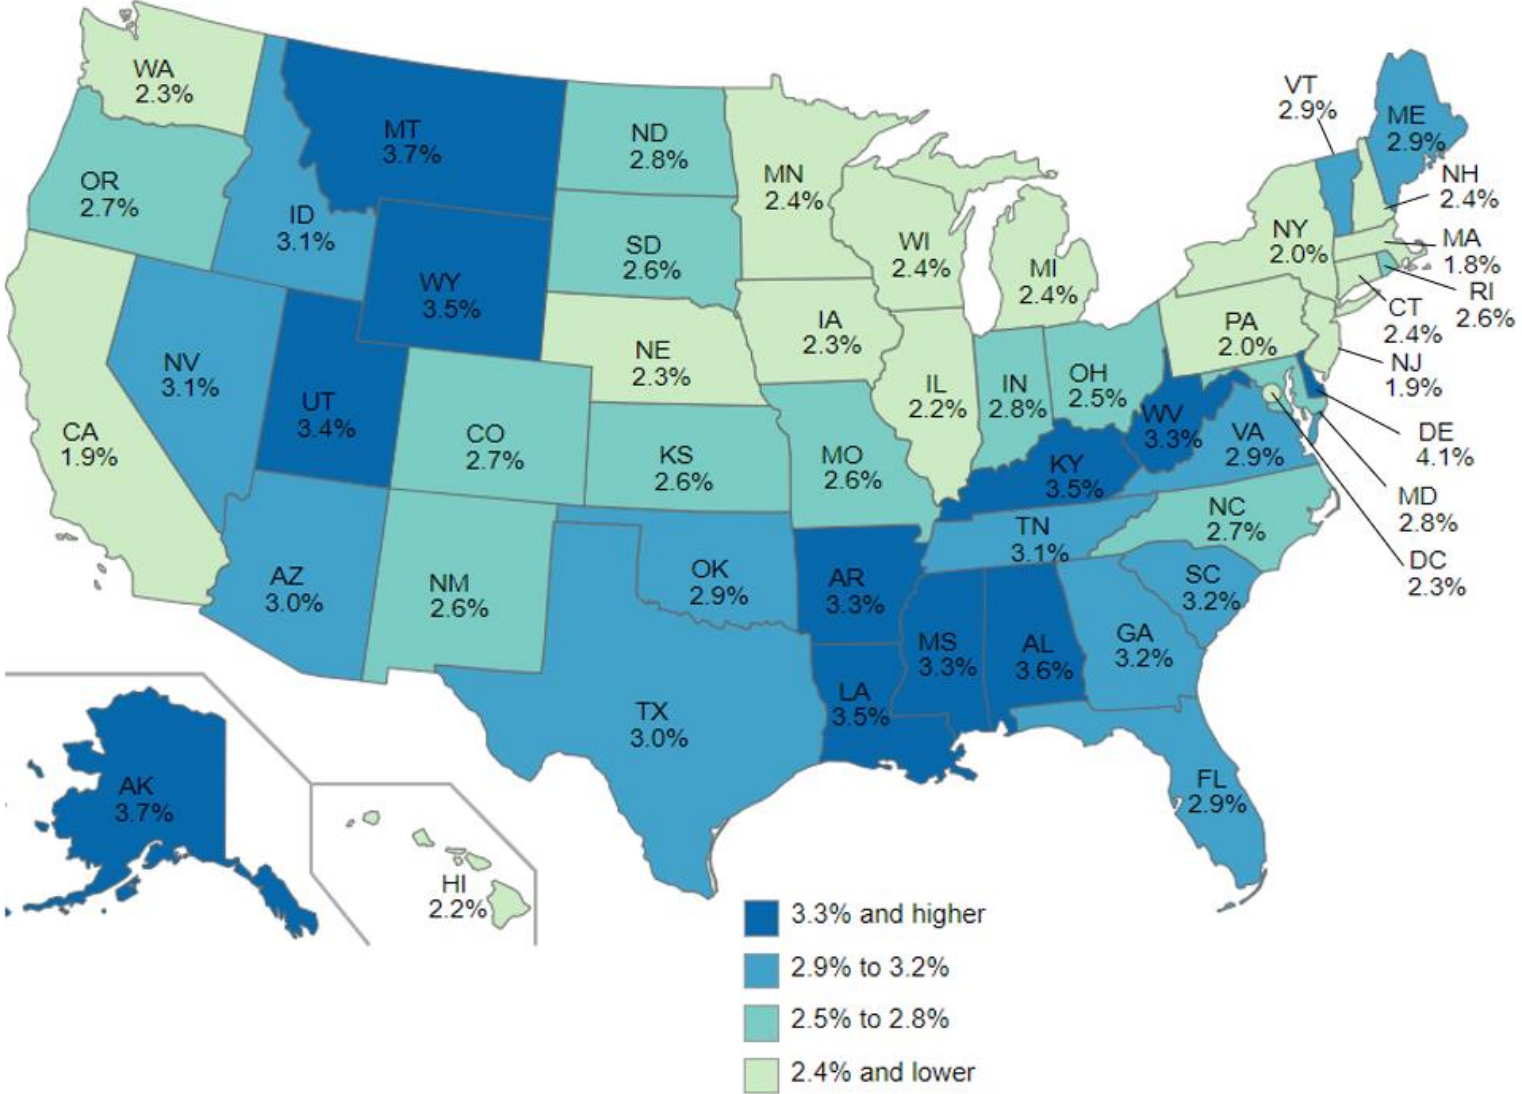 WA
2.3%
MT
3.7%
ND
2.8%
MN
2.4%
VT
2.9%
ME
2.9%
OR
2.7%
ID
3.1%
SD
2.6%
WI
2.4%
MI
2.4%
NY
2.0%
NH
2.4%
MA
1.8%
RI
2.6%
CT
2.4%
WY
3.5%
NV
3.1%
UT
3.4%
NE
2.3%
IA
2.3%
PA
2.0%
NJ
1.9%
CA
1.9%
CO
2.7%
KS
2.6%
MO
2.6%
IL
2.2%
IN
2.8%
OH
2.5%
WV
3.3%
VA
2.9%
DE
4.1%
KY
3.5%
MD
2.8%
NC
2.7%
TN
3.1%
DC
2.3%
AZ
3.0%
NM
2.6%
OK
2.9%
AR
3.3%
SC
3.2%
MS
3.3%
AL
3.6%
GA
3.2%
LA
3.5%
TX
3.0%
FL
2.9%
AK
3.7%
HI
2.2%
3.3% and higher
2.9% to 3.2%
2.5% to 2.8%
2.4% and lower